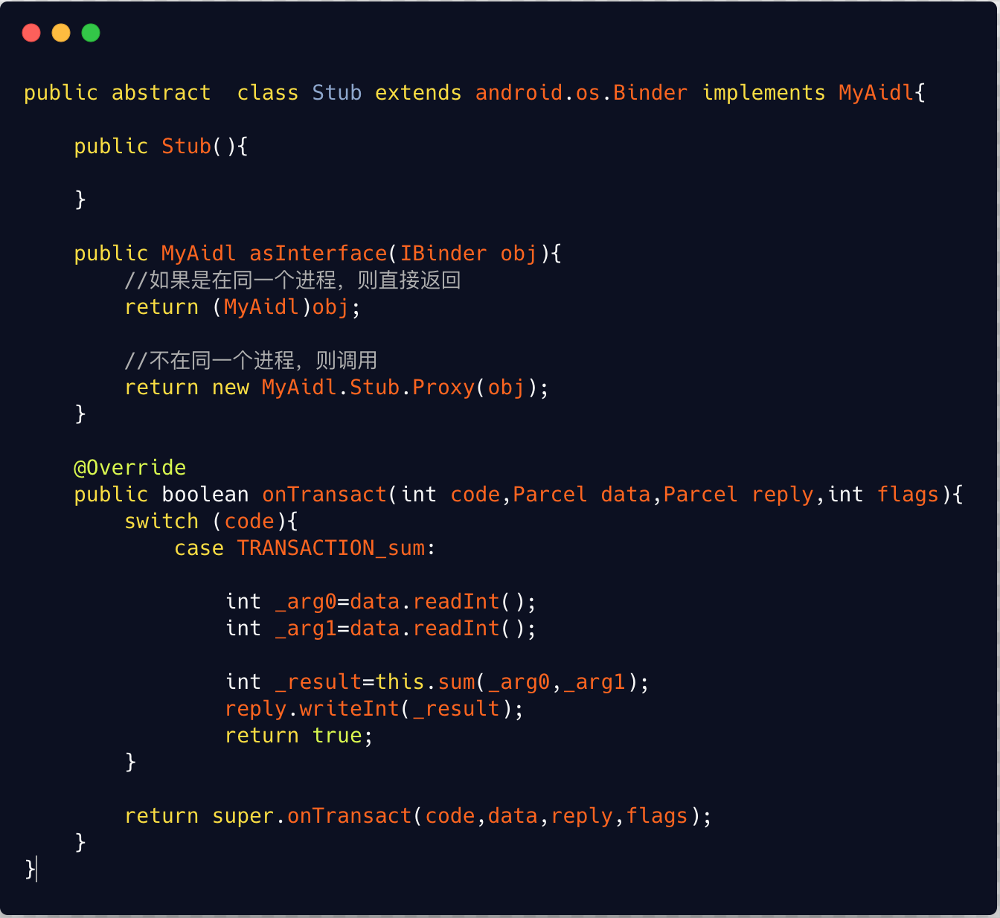 public abstract  class Stub extends android.os.Binder implements MyAidl{
public Stub(){
}
public MyAidl asInterface(IBinder obj){
//如果是在同一个进程，则直接返回
return (MyAidl)obj;
//不在同一个进程，则调用
return new MyAidl.Stub.Proxy(obj);
}
@Override
public boolean onTransact(int code,Parcel data,Parcel reply,int flags){
switch (code){
case TRANSACTION_sum:
int _arg0=data.readInt();
int _arg1=data.readInt();
int _result=this.sum(_arg0,_arg1);
reply.writeInt(_result);
return true;
}
return super.onTransact(code,data,reply,flags);
}
}